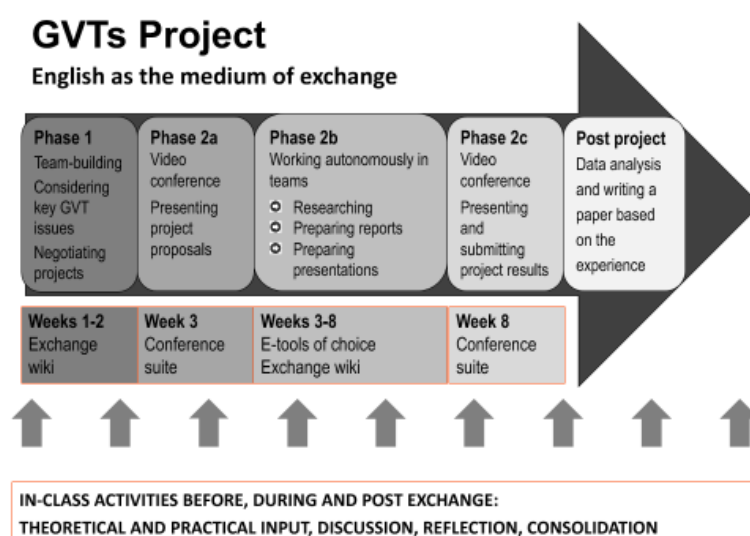 GVTs Project
English as the medium of exchange
Phase 1
Team-building
Considering
key GVT
issues
Negotiating
projects
Phase 2a
Video
conference
Presenting
project
proposals
Phase 2b
Working autonomously in
teams
Researching
Preparing reports
Preparing
presentations
Phase 2c
Video
conference
Presenting
and
submitting
project results
Post project
Data analysis
and writing a
paper based
on the
experience
Weeks 1-2
Exchange
wiki
Week 3
Conference
suite
Weeks 3-8
E-tools of choice
Exchange wiki
Week 8
Conference
suite
IN-CLASS ACTIVITIES BEFORE, DURING AND POST EXCHANGE:
THEORETICAL AND PRACTICAL INPUT, DISCUSSION, REFLECTION, CONSOLIDATION